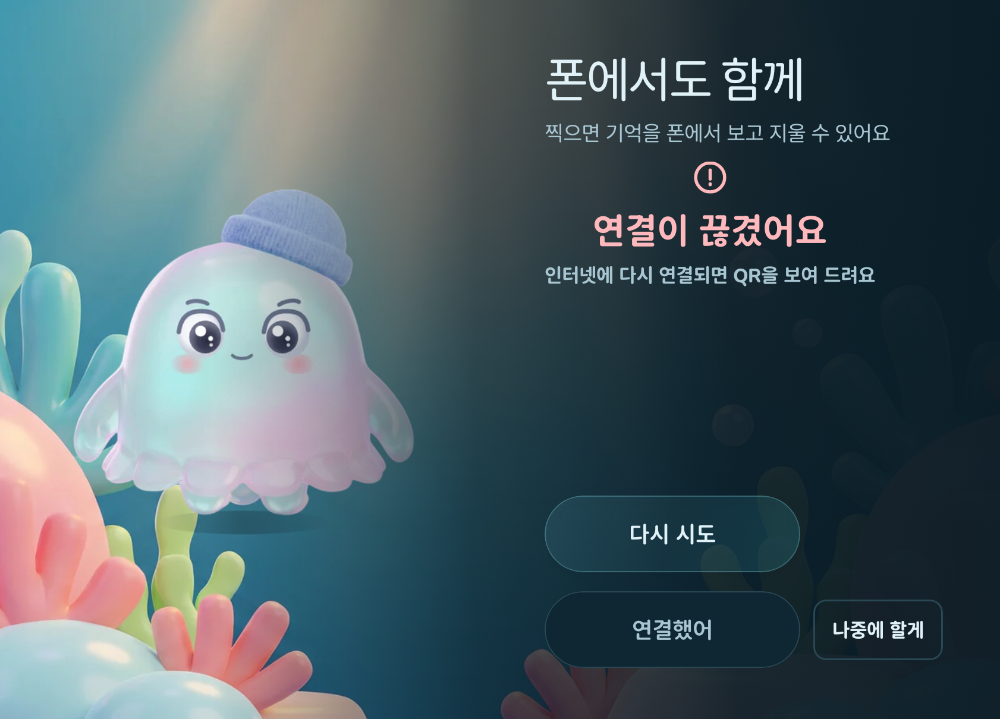 폰에서도 함께
찍으면 기억을 폰에서 보고 지울 수 있어요
연결이 끊겼어요
인터넷에 다시 연결되면 QR을 보여 드려요
다시 시도
연결했어
나중에 할게